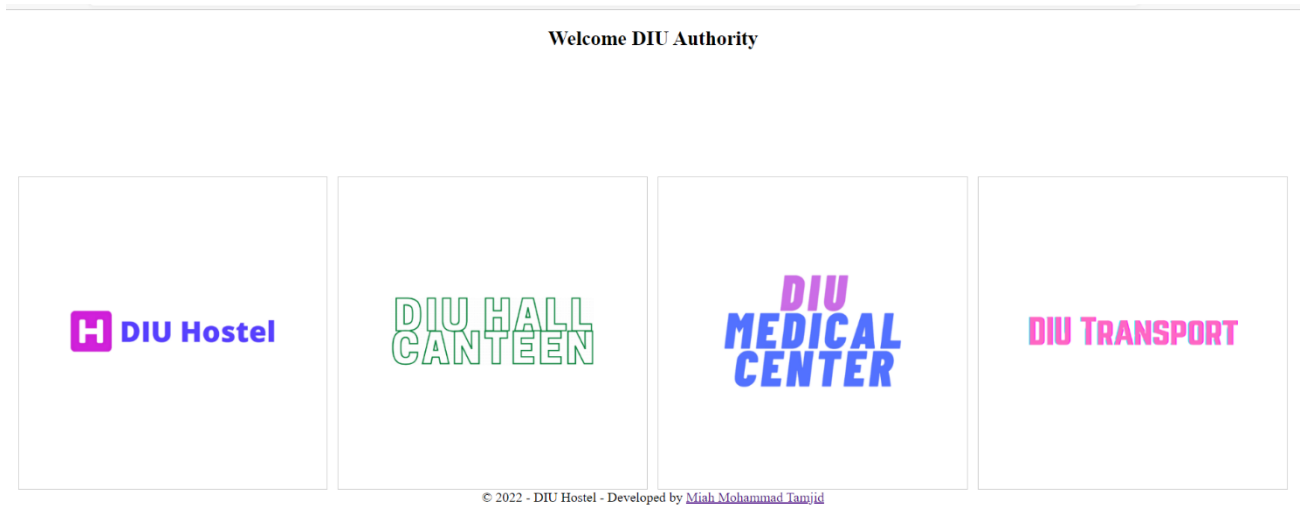 Welcome DIU Authority
H DIU Hostel
DIU HALL
CANTEEN
DIU
MEDICAL
CENTER
DIU TRANSPORT
© 2022 - DIU Hostel - Developed by Miah Mohammad Tamjid